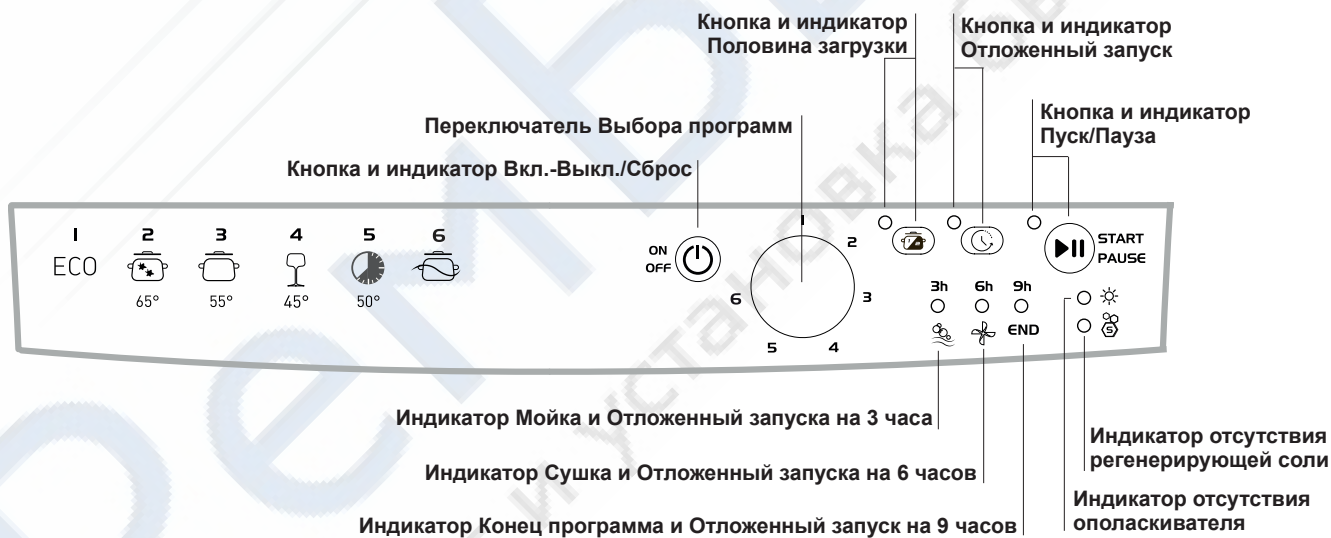 Кнопка и индикатор
Половина загрузки
Кнопка и индикатор
Отложенный запуск
Кнопка и индикатор
Пуск/Пауза
Переключатель Выбора программ
Кнопка и индикатор Вкл.-Выкл./Сброс
1 2 3 4 5 6
ECO
65° 55° 45° 50°
ON
OFF
1
2
3
4
5
6
START
PAUSE
3h 6h 9h
END
S
Индикатор Мойка и Отложенный запуска на 3 часа
Индикатор Сушка и Отложенный запуска на 6 часов
Индикатор Конец программа и Отложенный запуск на 9 часов
Индикатор отсутствия
регенерирующей соли
Индикатор отсутствия
ополаскивателя
и установка